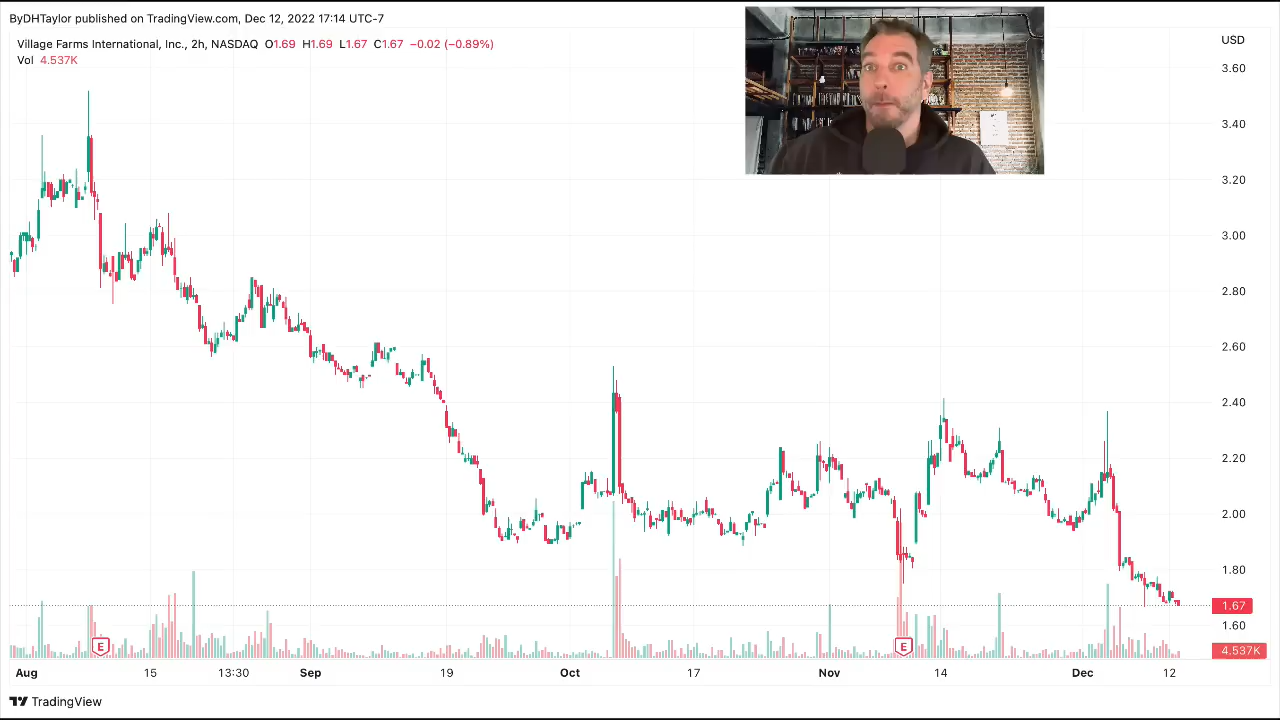 ByDHTaylor published on TradingView.com, Dec 12, 2022 17:14 UTC-7
Village Farms International, Inc., 2h, NASDAQ O1.69 H1.69 L1.67 C1.67 −0.02 (−0.89%)
Vol 4.537K
USD
3.60
3.40
3.20
3.00
2.80
2.60
2.40
2.20
2.00
1.80
1.67
1.60
4.537K
E
E
Aug 15 13:30 Sep 19 Oct 17 Nov 14 Dec 12
TradingView